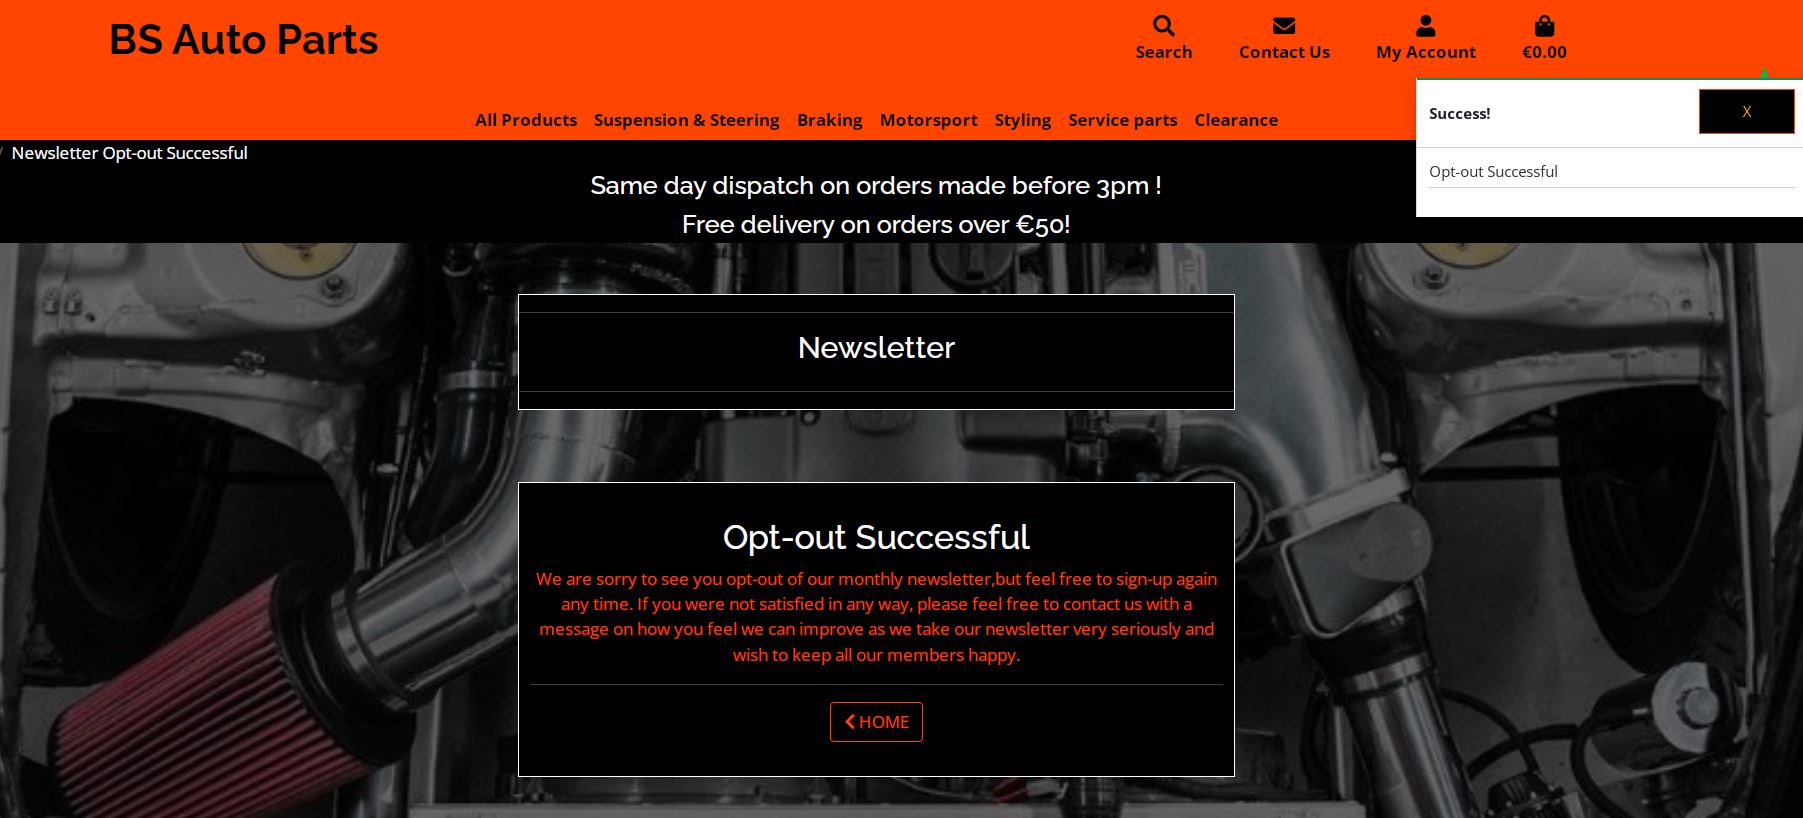 BS Auto Parts
Search
Contact Us
My Account
€0.00
All Products Suspension & Steering Braking Motorsport Styling Service parts Clearance
Success!
X
Opt-out Successful
/ Newsletter Opt-out Successful
Same day dispatch on orders made before 3pm !
Free delivery on orders over €50!
Newsletter
Opt-out Successful
We are sorry to see you opt-out of our monthly newsletter,but feel free to sign-up again
any time. If you were not satisfied in any way, please feel free to contact us with a
message on how you feel we can improve as we take our newsletter very seriously and
wish to keep all our members happy.
HOME